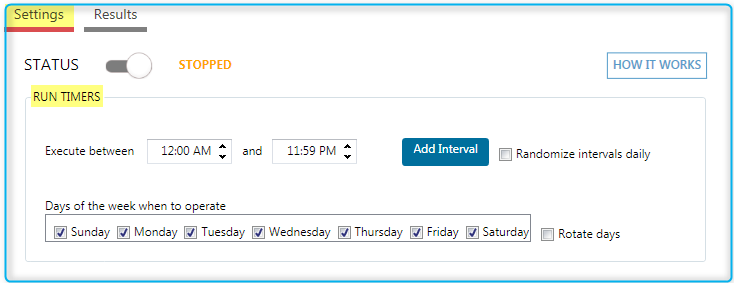 Settings Results
STATUS STOPPED HOW IT WORKS
RUN TIMERS
Execute between 12:00 AM and 11:59 PM Add Interval Randomize intervals daily
Days of the week when to operate
Sunday Monday Tuesday Wednesday Thursday Friday Saturday Rotate days